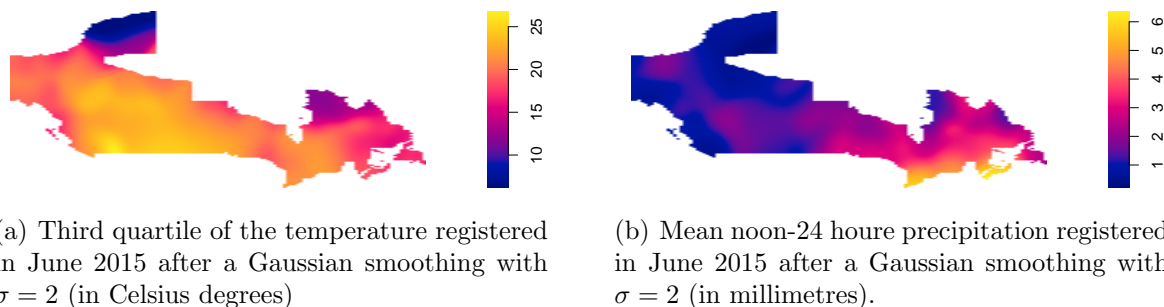 25
20
15
10
6
5
4
3
2
1
a) Third quartile of the temperature registered
in June 2015 after a Gaussian smoothing with
σ = 2 (in Celsius degrees)
(b) Mean noon-24 houre precipitation registered
in June 2015 after a Gaussian smoothing with
σ = 2 (in millimetres).